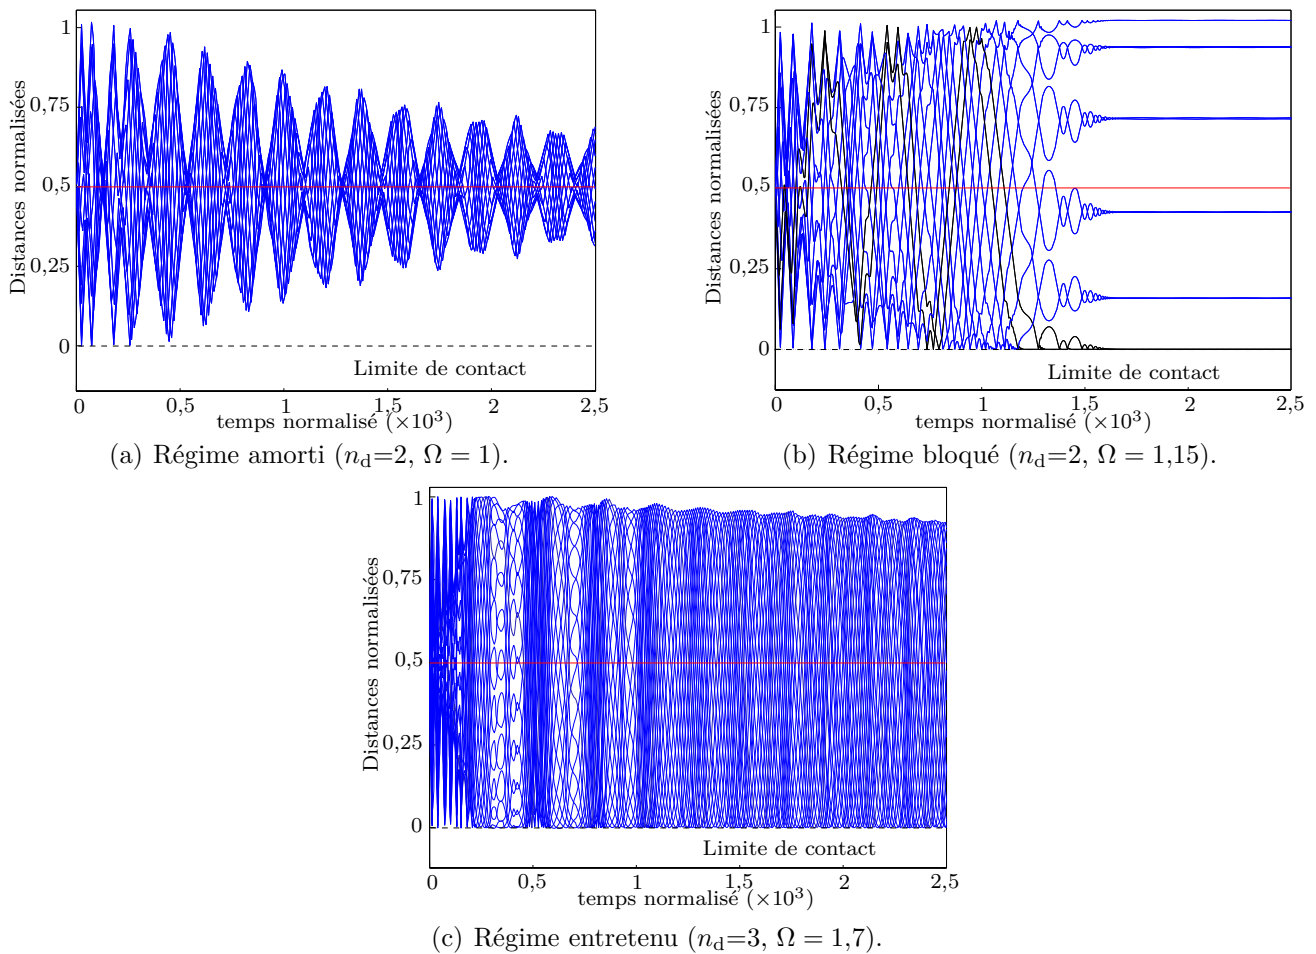 1
0,75
0,5
0,25
0
Distances normalisées
Limite de contact
0 0,5 1 1,5 2 2,5
temps normalisé (×10³)
(a) Régime amorti (n_d=2, Ω = 1).
1
0,75
0,5
0,25
0
Distances normalisées
Limite de contact
0 0,5 1 1,5 2 2,5
temps normalisé (×10³)
(b) Régime bloqué (n_d=2, Ω = 1,15).
1
0,75
0,5
0,25
0
Distances normalisées
Limite de contact
0 0,5 1 1,5 2 2,5
temps normalisé (×10³)
(c) Régime entretenu (n_d=3, Ω = 1,7).